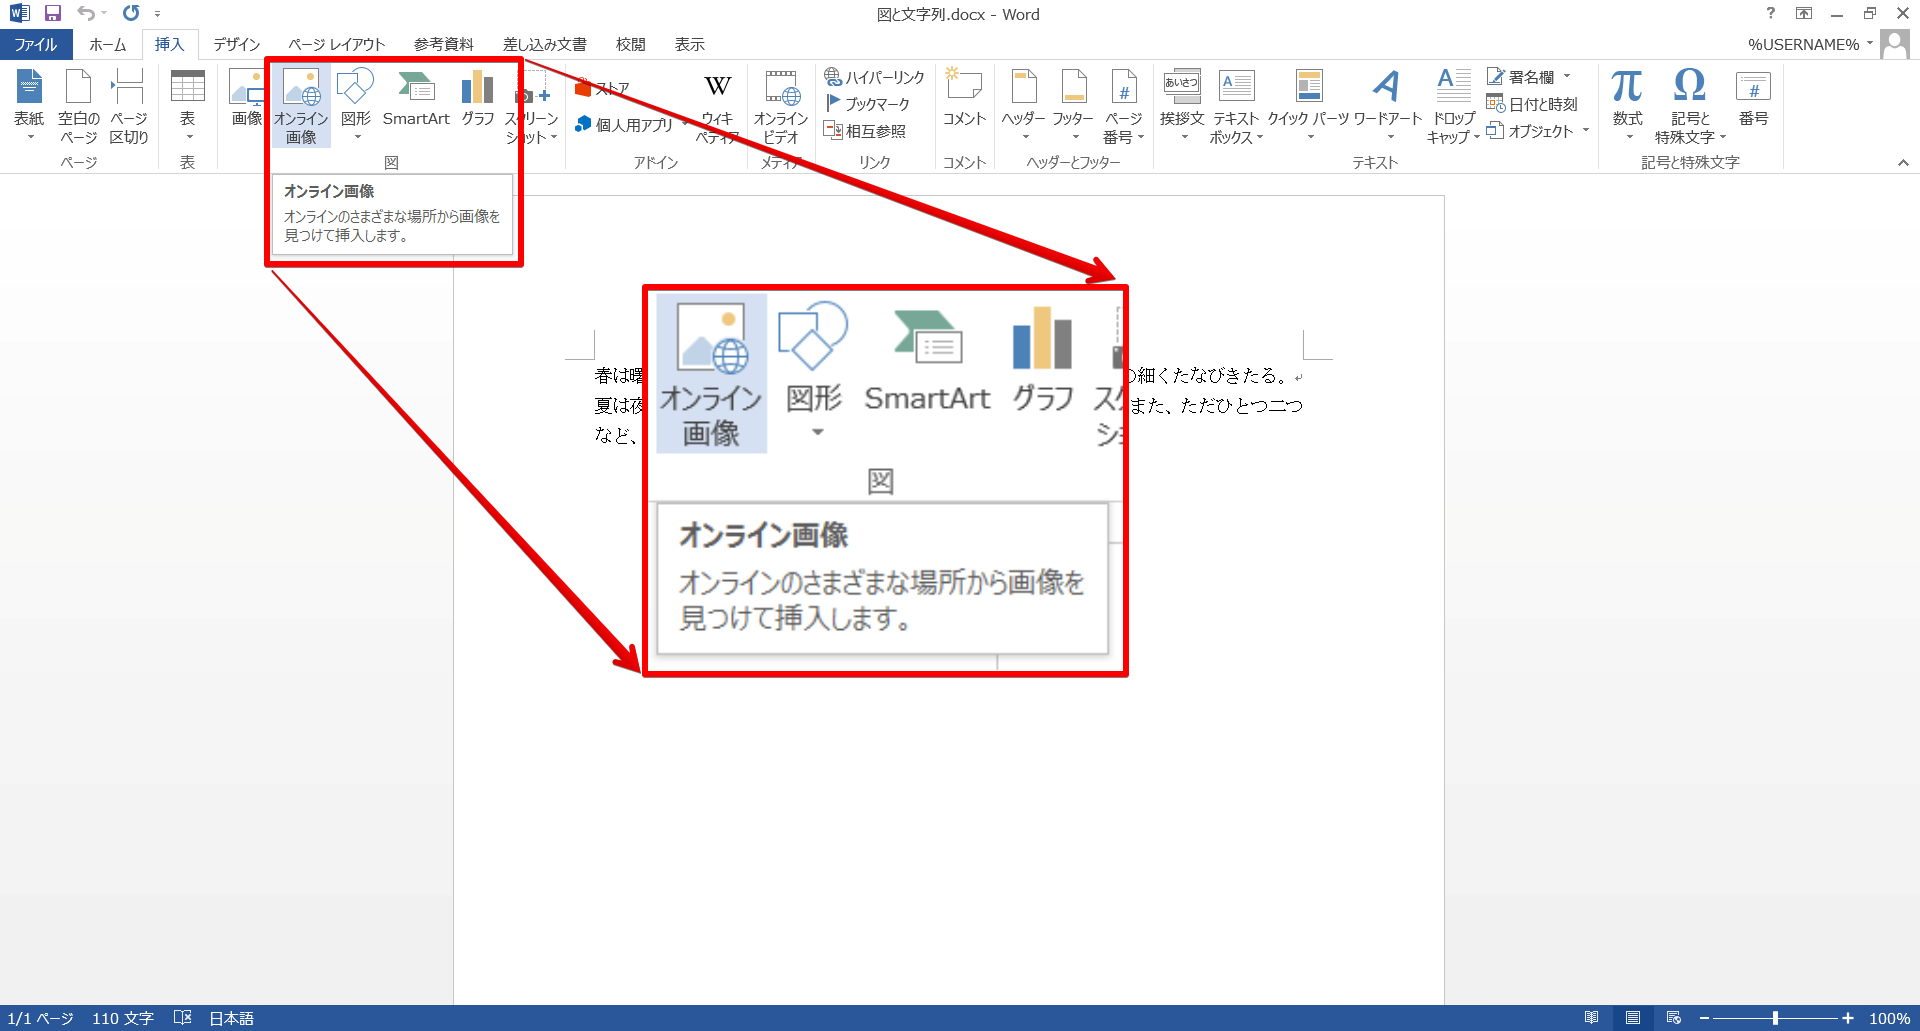 図と文字列.docx - Word
ファイル ホーム 挿入 デザイン ページ レイアウト 参考資料 差し込み文書 校閲 表示 %USERNAME%
表紙
空白の
ページ
ページ
区切り
ページ
表
表
画像
オンライン
画像
図形
SmartArt
グラフ
スクリーン
ショット
図
ストア
個人用アプリ
ウィキ
ペディア
アドイン
オンライン
ビデオ
メディア
ハイパーリンク
ブックマーク
相互参照
リンク
コメント
コメント
ヘッダー
フッター
ページ
番号
ヘッダーとフッター
あいさつ
挨拶文
テキスト
ボックス
クイック パーツ
ワードアート
ドロップ
キャップ
署名欄
日付と時刻
オブジェクト
テキスト
数式
記号と
特殊文字
番号
記号と特殊文字
オンライン画像
オンラインのさまざまな場所から画像を
見つけて挿入します。
春は曙
の細くたなびきたる。
夏は夜
また、ただひとつ二つ
など、
オンライン
画像
図形
SmartArt
グラフ
スク
ショ
図
オンライン画像
オンラインのさまざまな場所から画像を
見つけて挿入します。
1/1 ページ 110 文字 日本語 100%